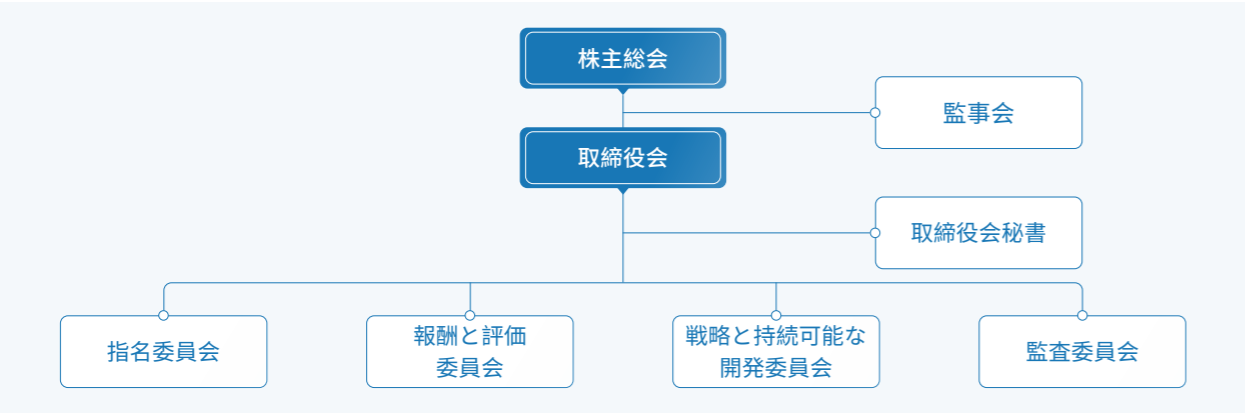 株主総会
監事会
取締役会
取締役会秘書
指名委員会
報酬と評価
委員会
戦略と持続可能な
開発委員会
監査委員会